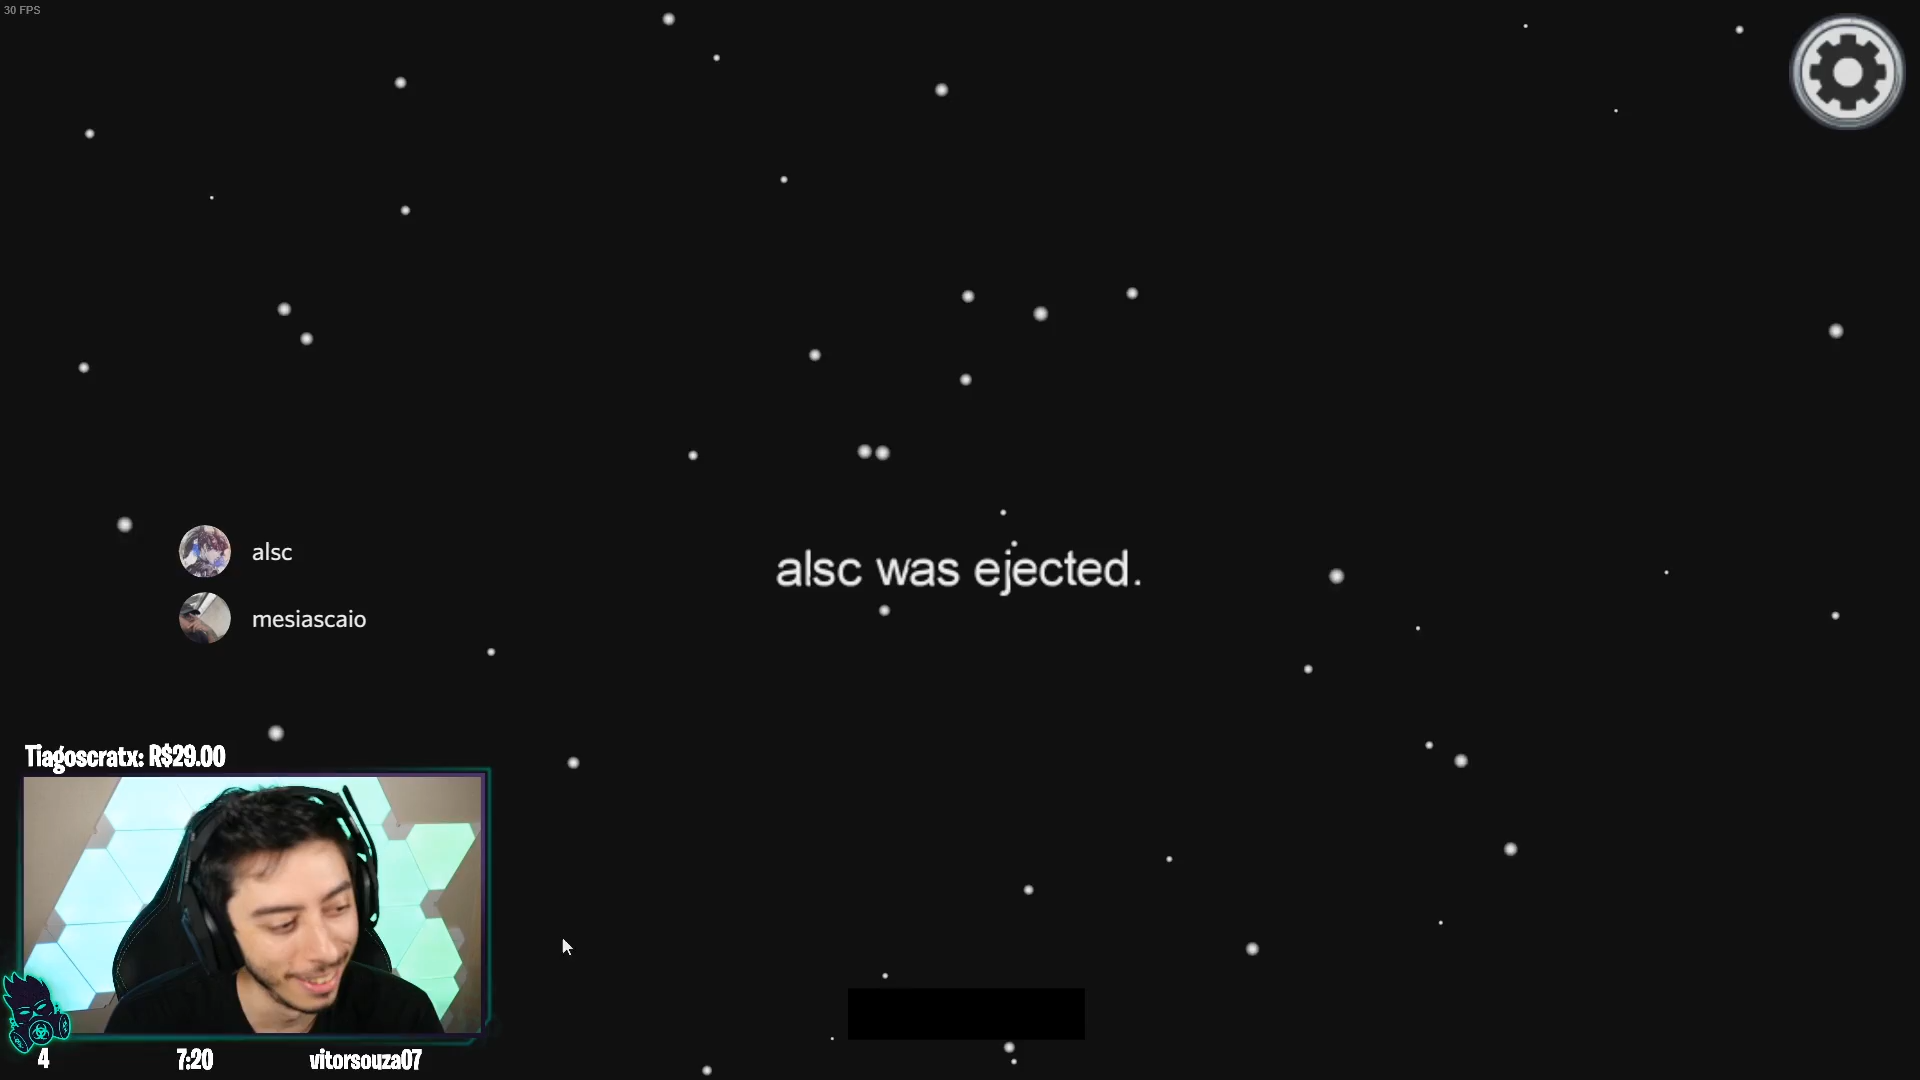 30 FPS
alsc
mesiascaio
alsc was ejected.
Tiagoscratx: R$29.00
4
7:20
vitorsouza07